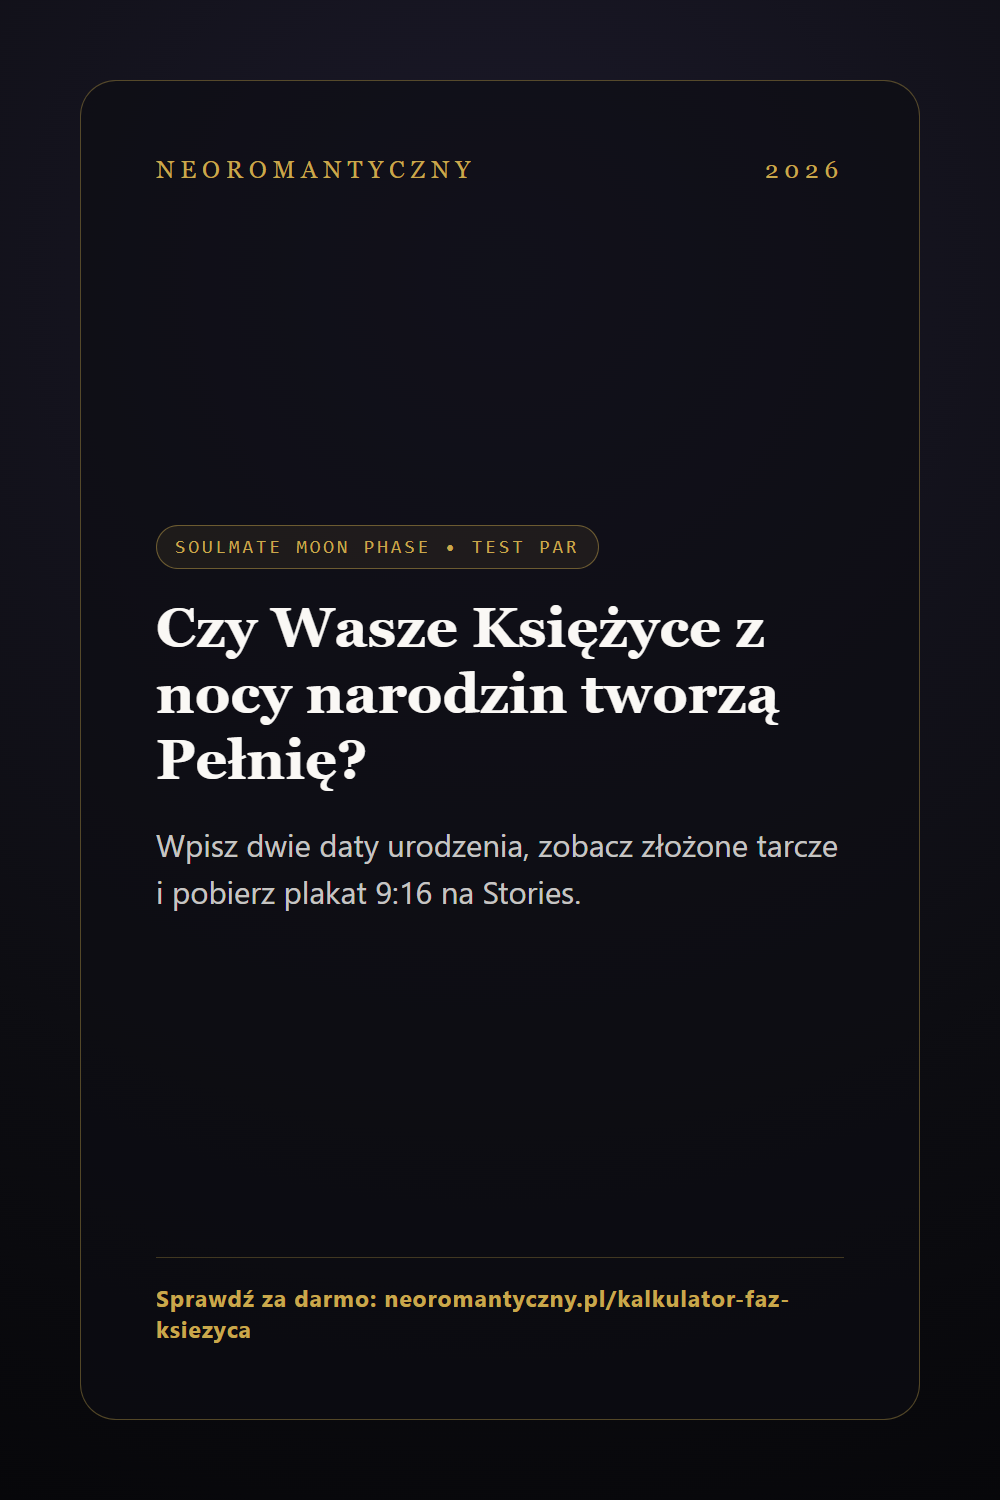 NEOROMANTYCZNY 2026
SOULMATE MOON PHASE • TEST PAR
Czy Wasze Księżyce z
nocy narodzin tworzą
Pełnię?
Wpisz dwie daty urodzenia, zobacz złożone tarcze
i pobierz plakat 9:16 na Stories.
Sprawdź za darmo: neoromantyczny.pl/kalkulator-faz-
ksiezyca